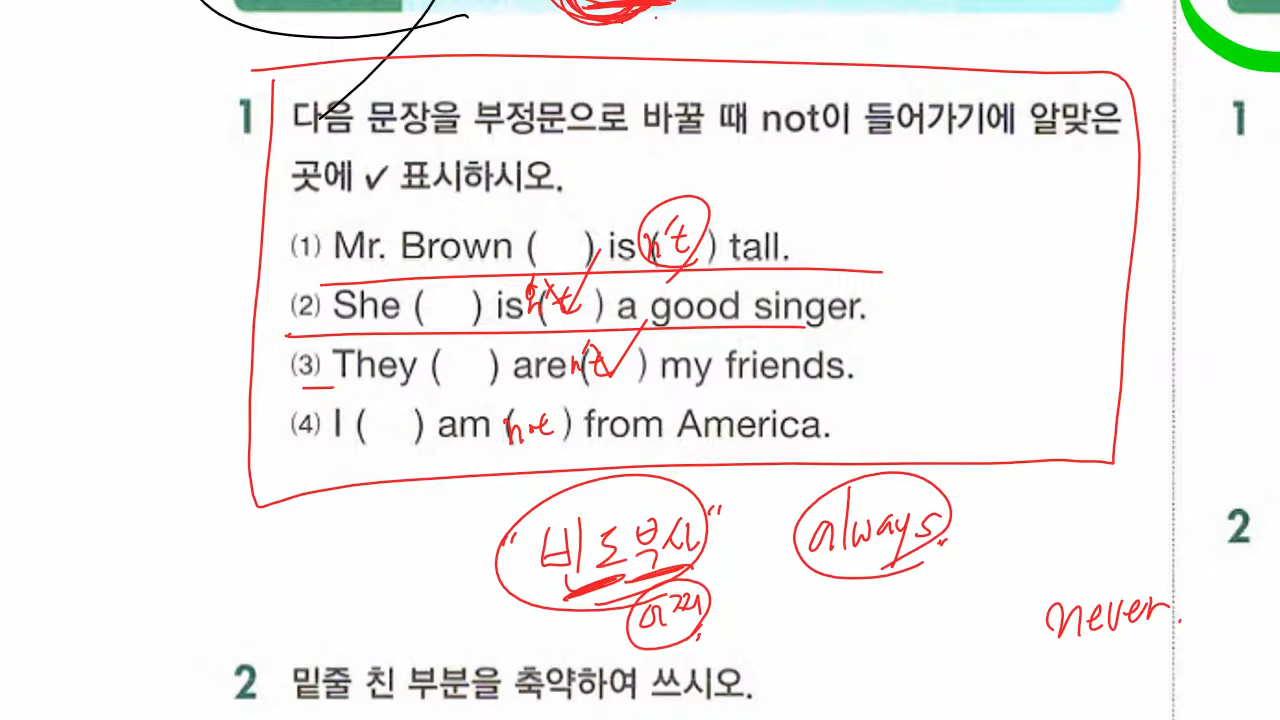 1 다음 문장을 부정문으로 바꿀 때 not이 들어가기에 알맞은
곳에 ✓ 표시하시오.
(1) Mr. Brown ( ) is (n't) tall.
(2) She ( ) is (n't) a good singer.
(3) They ( ) are (n't) my friends.
(4) I ( ) am (not) from America.
"빈도부사" always
never.
2 밑줄 친 부분을 축약하여 쓰시오.
1
2